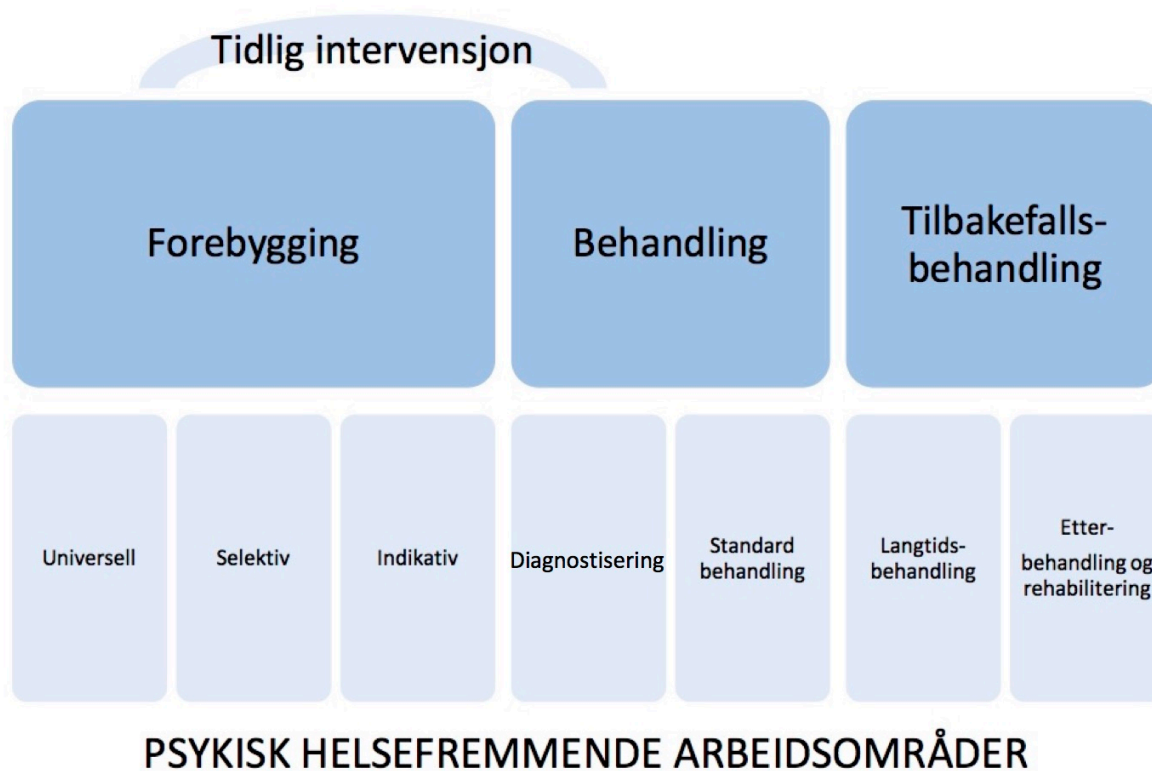 Tidlig intervensjon
Forebygging
Behandling
Tilbakefalls-
behandling
Universell
Selektiv
Indikativ
Diagnostisering
Standard
behandling
Langtids-
behandling
Etter-
behandling og
rehabilitering
PSYKISK HELSEFREMMENDE ARBEIDSOMRÅDER